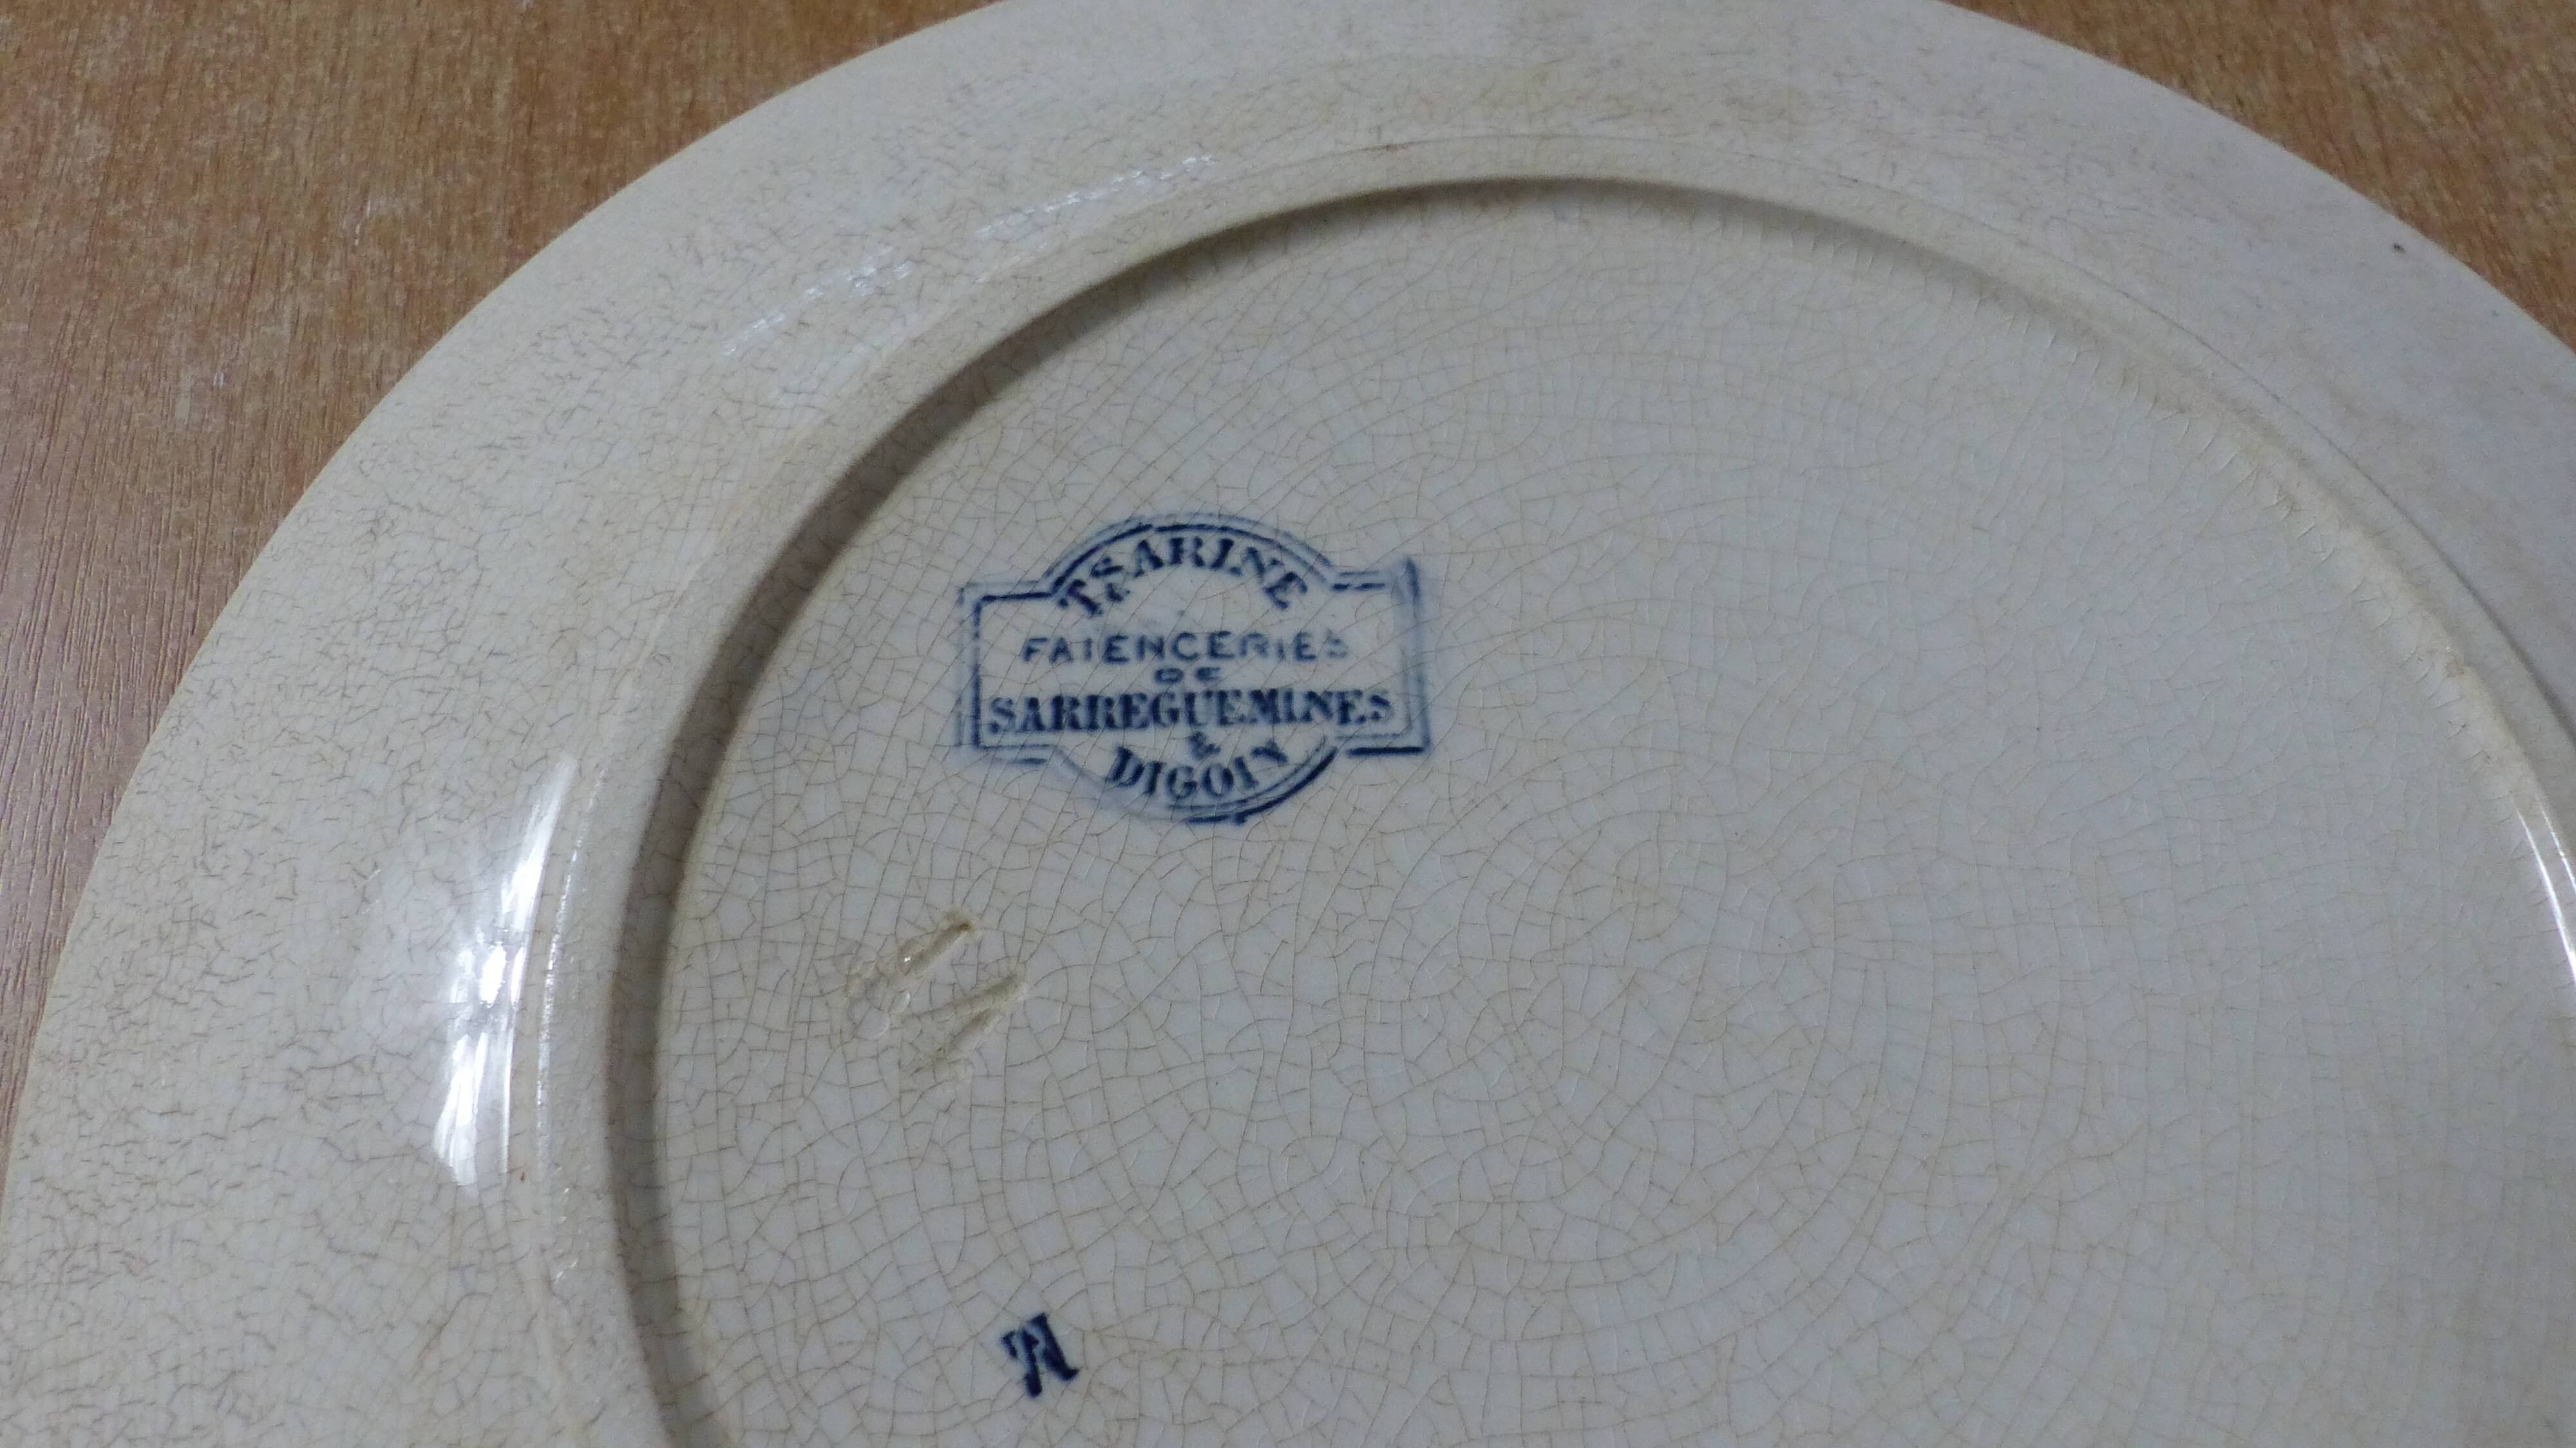 TSARINE
FAIENCERIES
DE
SARREGUEMINES
&
DIGOIN